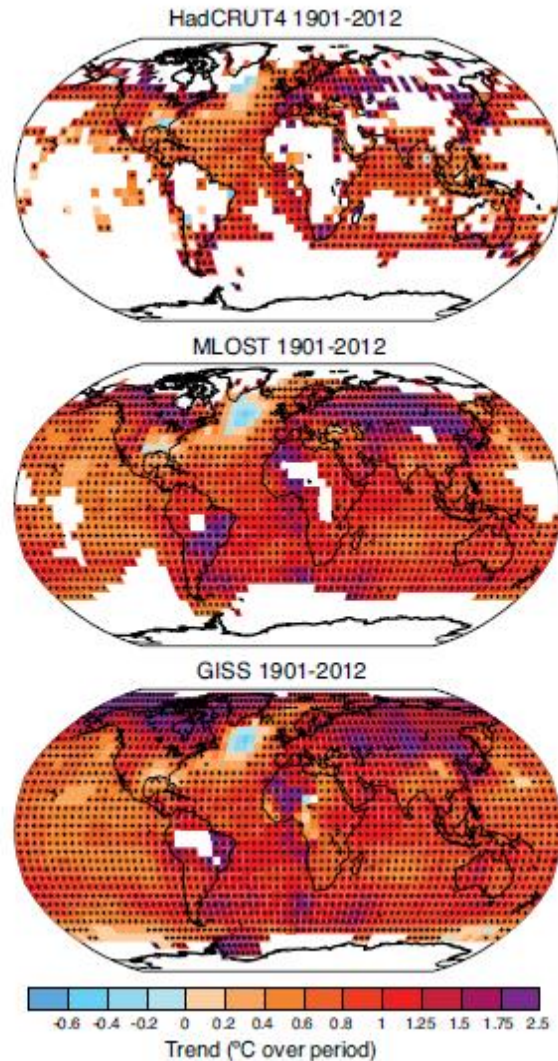 HadCRUT4 1901-2012
MLOST 1901-2012
GISS 1901-2012
-0.6 -0.4 -0.2 0 0.2 0.4 0.6 0.8 1 1.25 1.5 1.75 2.5
Trend (ºC over period)